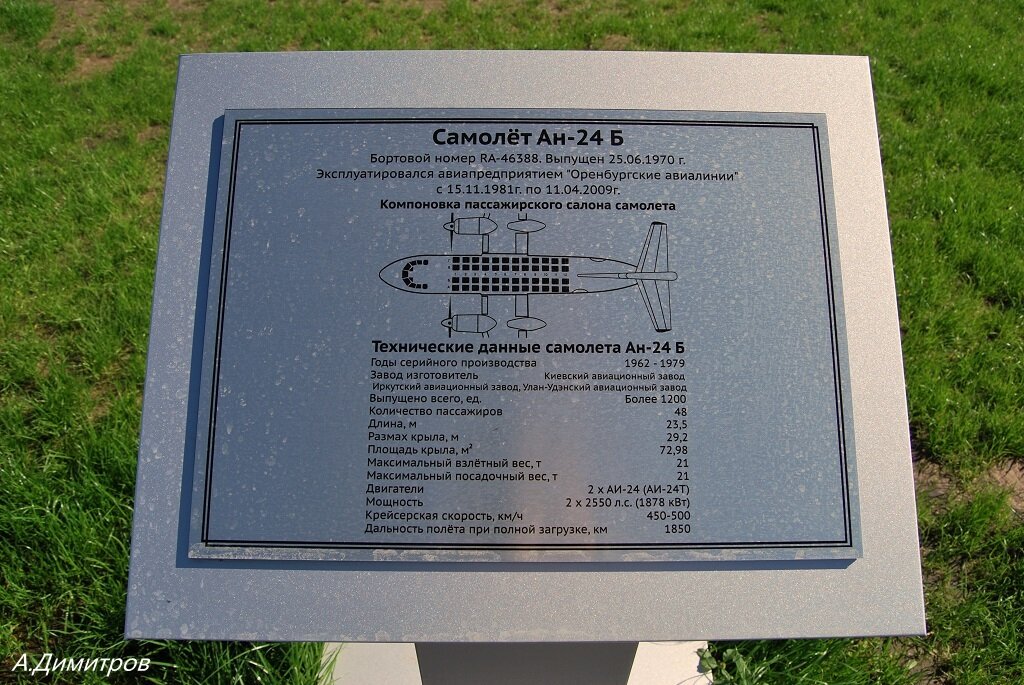 Самолёт Ан-24 Б
Бортовой номер RA-46388. Выпущен 25.06.1970 г.
Эксплуатировался авиапредприятием "Оренбургские авиалинии"
с 15.11.1981г. по 11.04.2009г.
Компоновка пассажирского салона самолета
Технические данные самолета Ан-24 Б
Годы серийного производства 1962 - 1979
Завод изготовитель Киевский авиационный завод
Иркутский авиационный завод, Улан-Удэнский авиационный завод
Выпущено всего, ед. Более 1200
Количество пассажиров 48
Длина, м 23,5
Размах крыла, м 29,2
Площадь крыла, м² 72,98
Максимальный взлётный вес, т 21
Максимальный посадочный вес, т 21
Двигатели 2 x АИ-24 (АИ-24Т)
Мощность 2 x 2550 л.с. (1878 кВт)
Крейсерская скорость, км/ч 450-500
Дальность полёта при полной загрузке, км 1850
А.Димитров